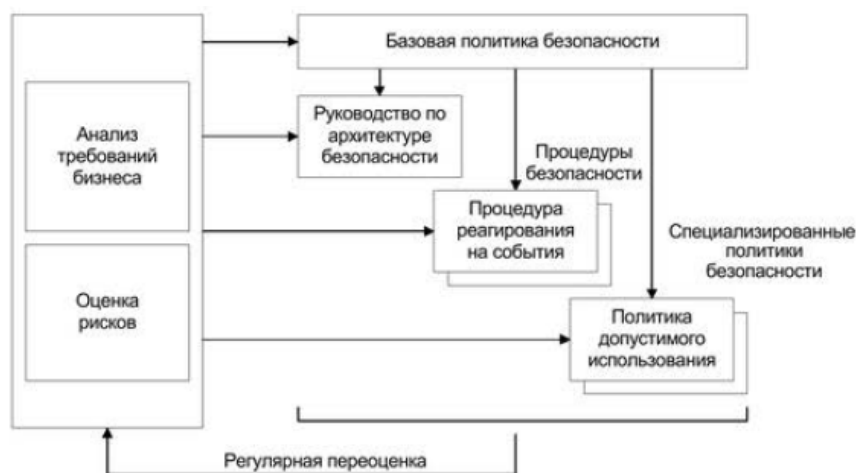 Базовая политика безопасности
Анализ
требований
бизнеса
Руководство по
архитектуре
безопасности
Процедуры
безопасности
Процедура
реагирования
на события
Специализированные
политики
безопасности
Оценка
рисков
Политика
допустимого
использования
Регулярная переоценка